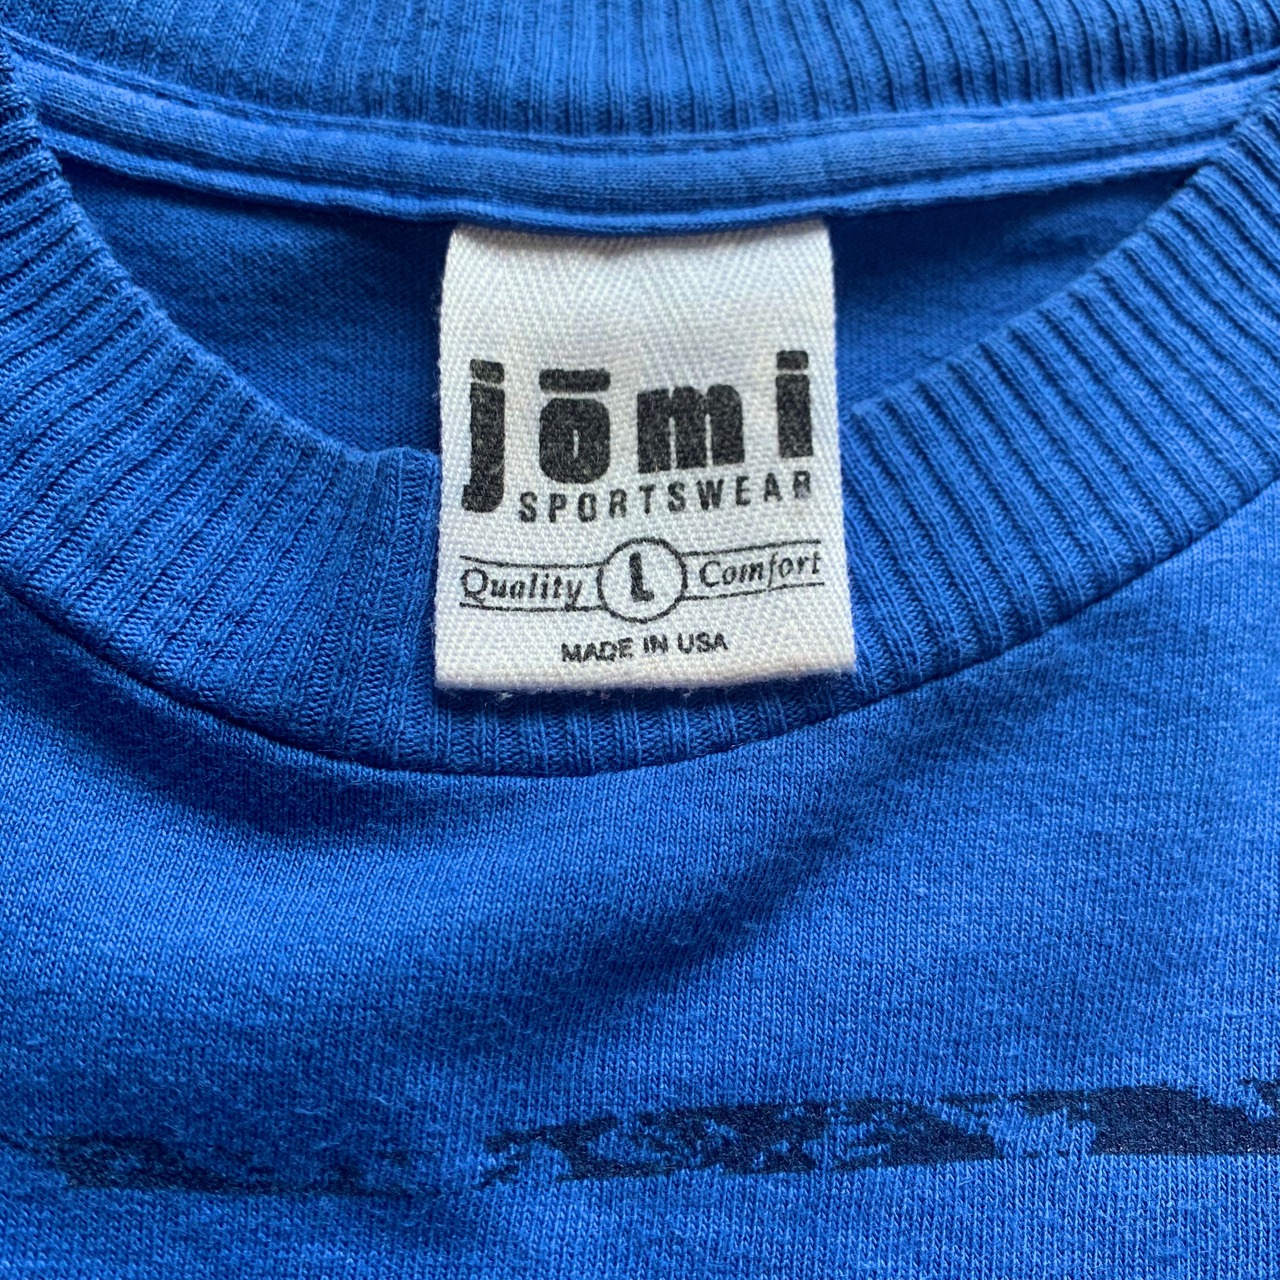 jōmi
SPORTSWEAR
Quality L Comfort
MADE IN USA